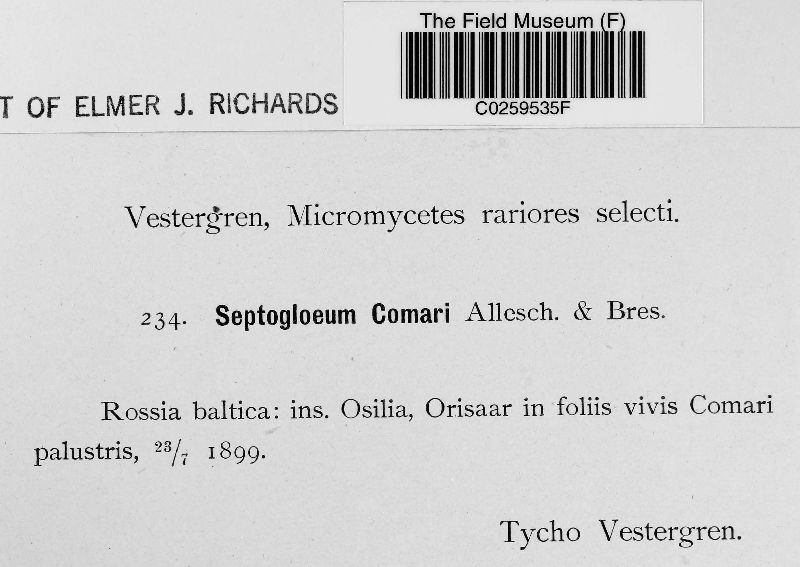 The Field Museum (F)
C0259535F
T OF ELMER J. RICHARDS
Vestergren, Micromycetes rariores selecti.
234. Septogloeum Comari Allesch. & Bres.
Rossia baltica: ins. Osilia, Orisaar in foliis vivis Comari
palustris, 23/7 1899.
Tycho Vestergren.